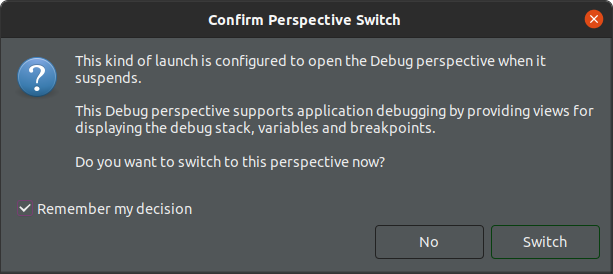 Confirm Perspective Switch
This kind of launch is configured to open the Debug perspective when it
suspends.
This Debug perspective supports application debugging by providing views for
displaying the debug stack, variables and breakpoints.
Do you want to switch to this perspective now?
Remember my decision
No
Switch